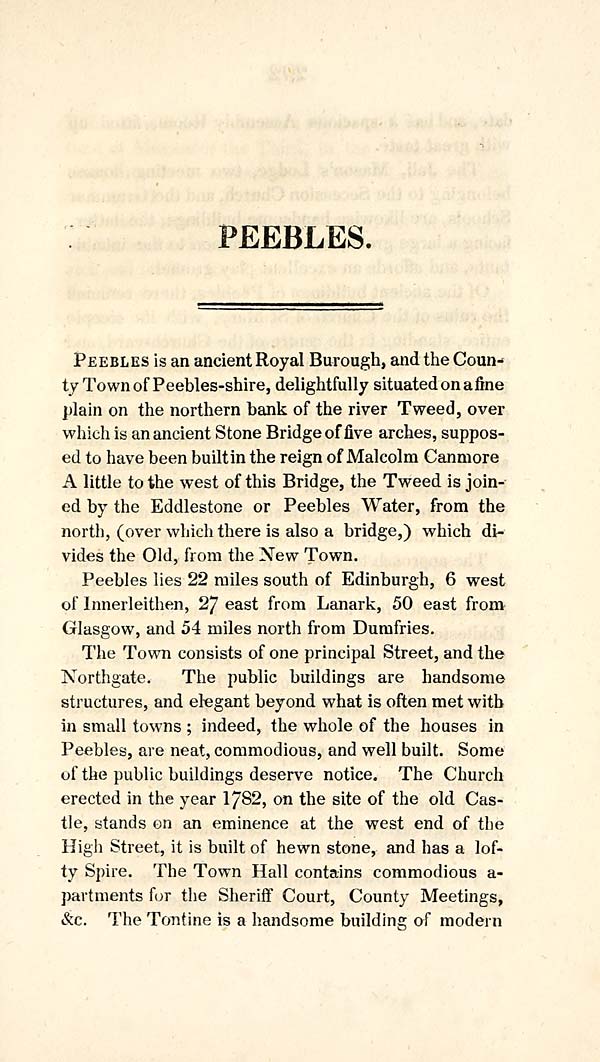 PEEBLES.
PEEBLES is an ancient Royal Burough, and the Coun-
ty Town of Peebles-shire, delightfully situated on a fine
plain on the northern bank of the river Tweed, over
which is an ancient Stone Bridge of five arches, suppos-
ed to have been built in the reign of Malcolm Canmore
A little to the west of this Bridge, the Tweed is join-
ed by the Eddlestone or Peebles Water, from the
north, (over which there is also a bridge,) which di-
vides the Old, from the New Town.
Peebles lies 22 miles south of Edinburgh, 6 west
of Innerleithen, 27 east from Lanark, 50 east from
Glasgow, and 54 miles north from Dumfries.
The Town consists of one principal Street, and the
Northgate. The public buildings are handsome
structures, and elegant beyond what is often met with
in small towns ; indeed, the whole of the houses in
Peebles, are neat, commodious, and well built. Some
of the public buildings deserve notice. The Church
erected in the year 1782, on the site of the old Cas-
tle, stands on an eminence at the west end of the
High Street, it is built of hewn stone, and has a lof-
ty Spire. The Town Hall contains commodious a-
partments for the Sheriff Court, County Meetings,
&c. The Tontine is a handsome building of modern